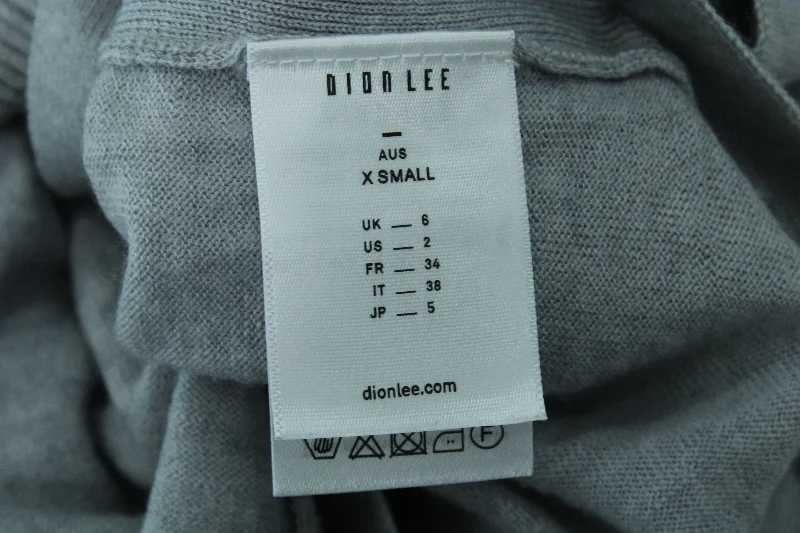 DION LEE
—
AUS
X SMALL
UK — 6
US — 2
FR — 34
IT — 38
JP — 5
dionlee.com
F